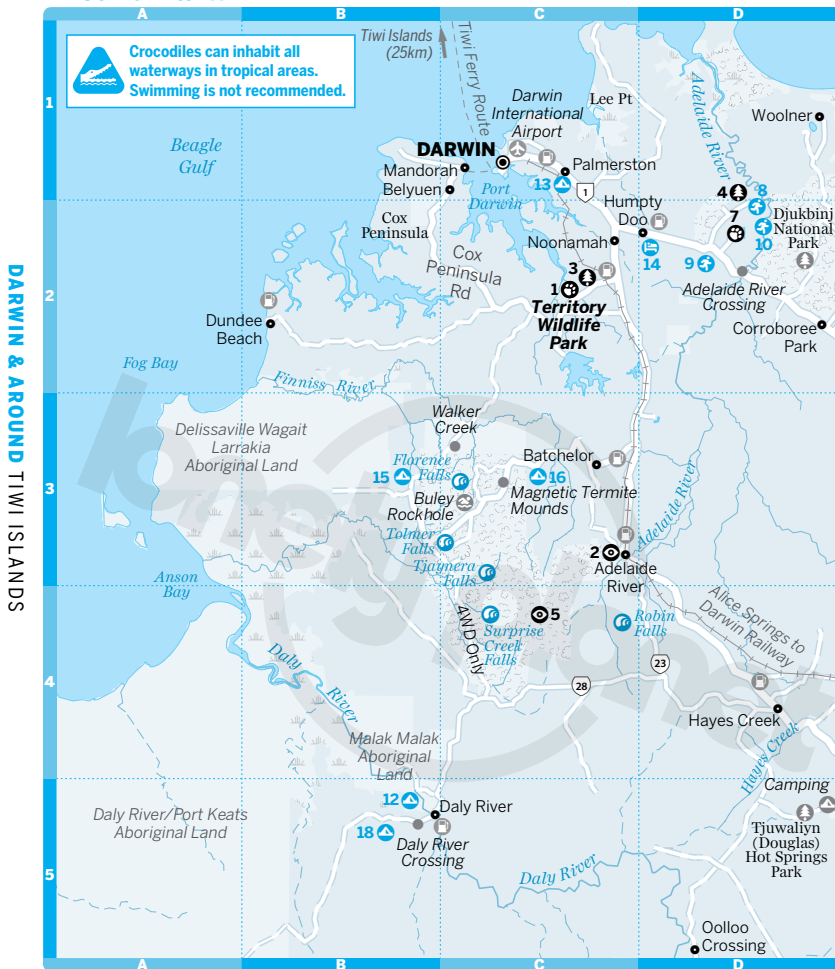 A
B
C
D
Crocodiles can inhabit all
waterways in tropical areas.
Swimming is not recommended.
Tiwi Islands
(25km)
Tiwi Ferry Route
Darwin
International
Airport
Lee Pt
Adelaide River
Woolner
1
Beagle
Gulf
DARWIN
Mandorah
Belyuen
Port
Darwin
13
Palmerston
1
4
8
Humpty
Doo
7
Djukbinj
National
Park
10
Cox
Peninsula
Noonamah
14
9
Cox
Peninsula
Rd
3
1
Territory
Wildlife
Park
Adelaide River
Crossing
2
Dundee
Beach
Corroboree
Park
Fog Bay
Finniss River
Walker
Creek
Delissaville Wagait
Larrakia
Aboriginal Land
Batchelor
Florence
Falls
15
16
Magnetic Termite
Mounds
Buley
Rockhole
3
Adelaide River
Tolmer
Falls
2
Adelaide
River
Tjaynera
Falls
Anson
Bay
4WD Only
5
Surprise
Creek
Falls
Robin
Falls
Alice Springs to
Darwin Railway
Daly River
23
28
4
Hayes Creek
Hayes Creek
Malak Malak
Aboriginal
Land
Camping
12
Daly River
Daly River/Port Keats
Aboriginal Land
18
Daly River
Crossing
Tjuwaliyn
(Douglas)
Hot Springs
Park
Daly River
5
Oolloo
Crossing
A
B
C
D
DARWIN & AROUND TIWI ISLANDS
lonely planet